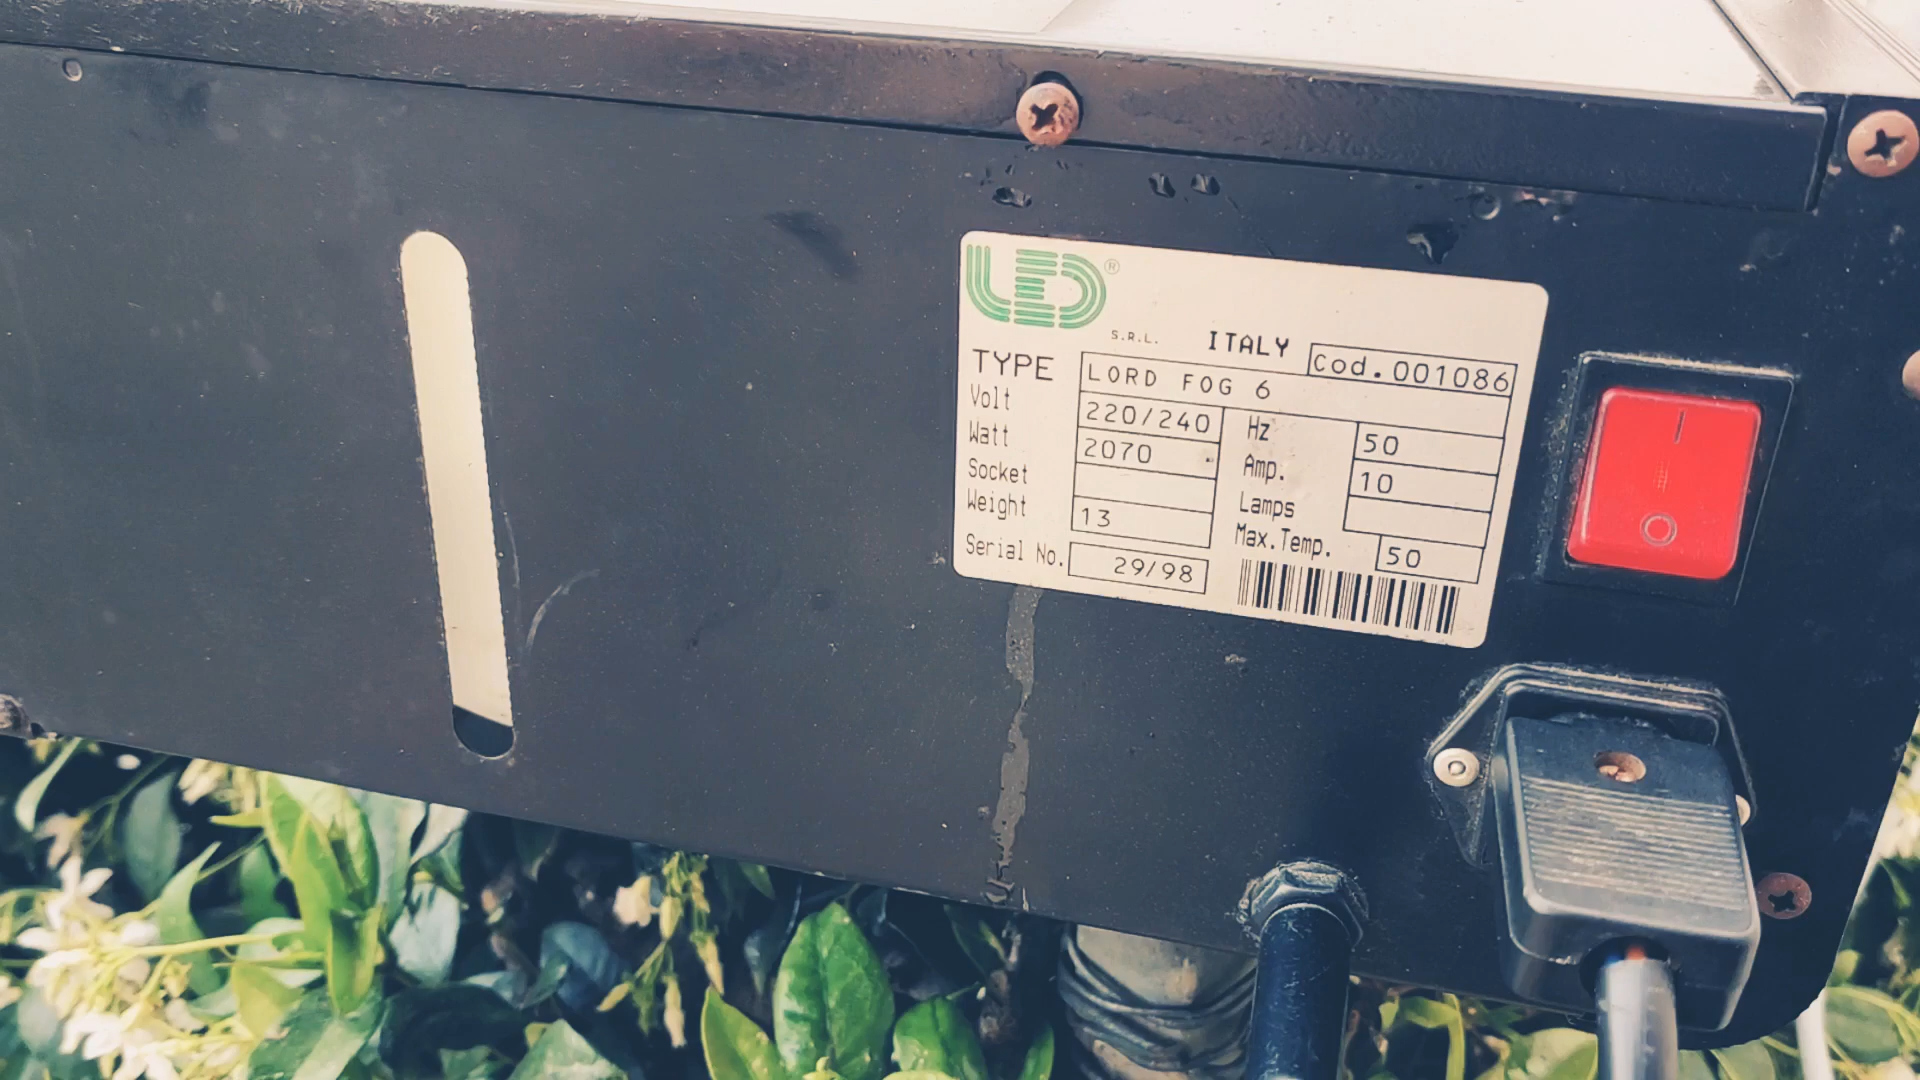 LED®
S.R.L. ITALY Cod.001086
TYPE LORD FOG 6
Volt 220/240 Hz 50
Watt 2070 Amp. 10
Socket Lamps
Weight 13 Max.Temp. 50
Serial No. 29/98